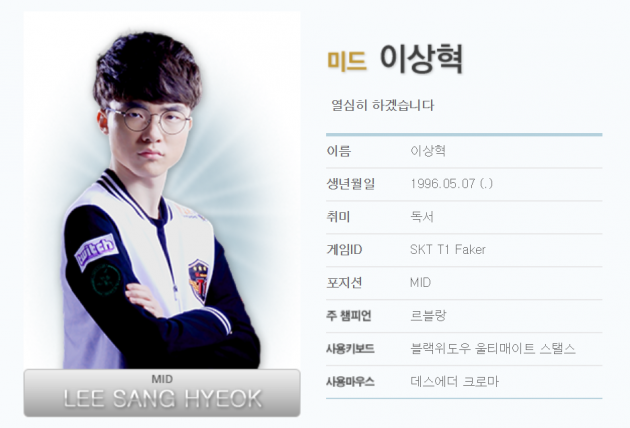 미드 이상혁
열심히 하겠습니다
이름 이상혁
생년월일 1996.05.07 (.)
취미 독서
게임ID SKT T1 Faker
포지션 MID
주 챔피언 르블랑
사용키보드 블랙위도우 울티메이트 스텔스
사용마우스 데스에더 크로마
twitch
MID
LEE SANG HYEOK